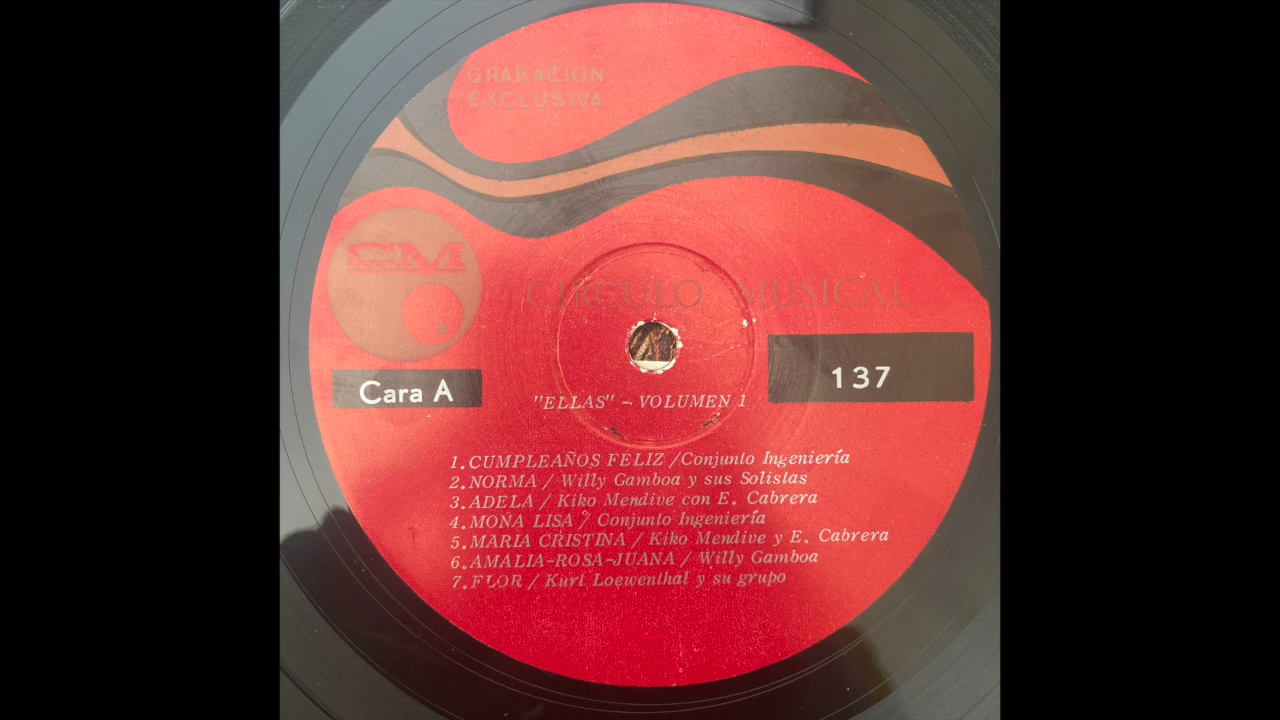 GRABACION
EXCLUSIVA
CM
CIRCULO MUSICAL
Cara A
137
"ELLAS" - VOLUMEN 1
1. CUMPLEAÑOS FELIZ / Conjunto Ingeniería
2. NORMA / Willy Gamboa y sus Solistas
3. ADELA / Kiko Mendive con E. Cabrera
4. MONA LISA / Conjunto Ingeniería
5. MARIA CRISTINA / Kiko Mendive y E. Cabrera
6. AMALIA-ROSA-JUANA / Willy Gamboa
7. FLOR / Kurt Loewenthal y su grupo